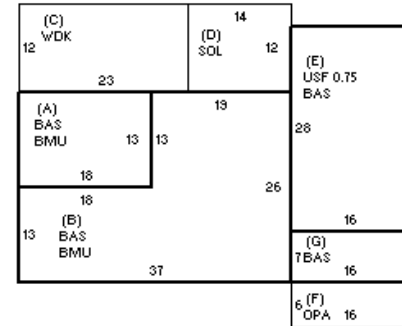 (C)
WDK
12
23
14
(D)
SOL
12
(E)
USF 0.75
BAS
28
16
(A)
BAS
BMU
13
18
13
19
26
18
(B)
BAS
BMU
13
37
(G)
7 BAS
16
6 (F)
OPA 16